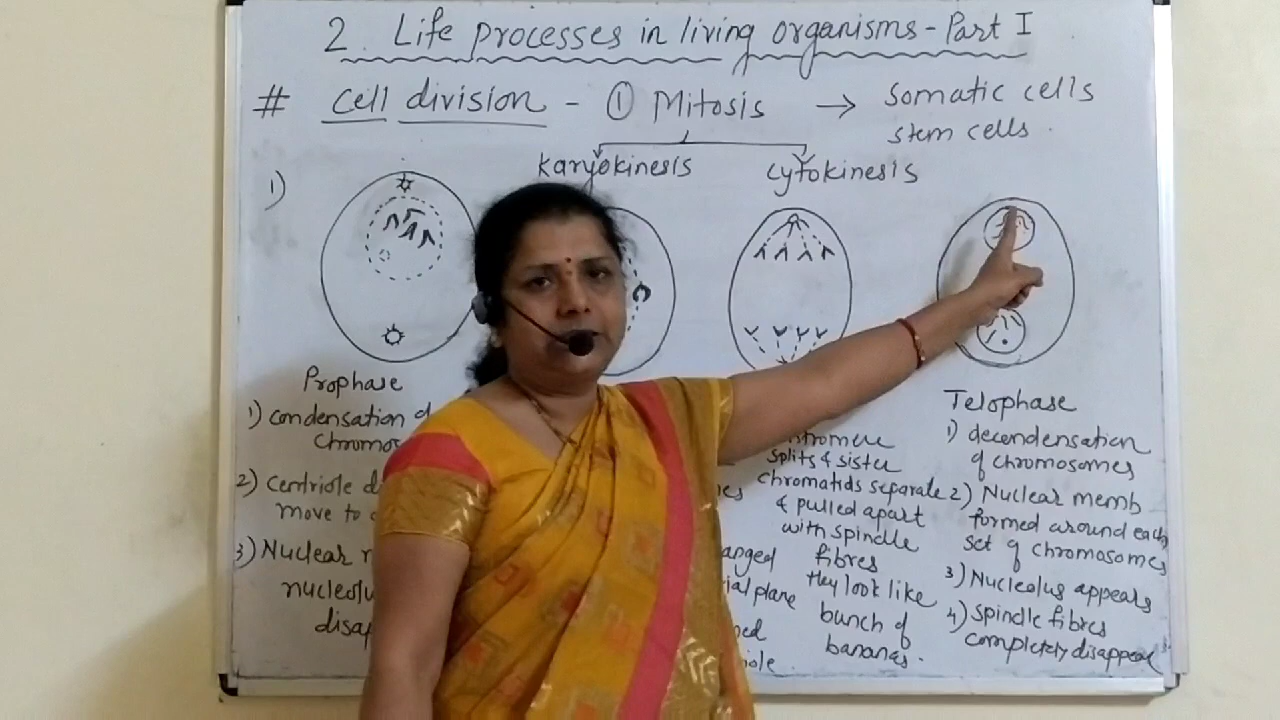 2. Life processes in living organisms - Part I
# cell division - ① Mitosis → Somatic cells
stem cells.
Karyokinesis
cytokinesis
1)
Prophase
1) condensation of
2) Centriole
move to
3) Nuclear
splits & sister
chromatids separate
& pulled apart
with spindle
fibres
they look like
bunch of
bananas.
Telophase
1) decondensation
of chromosomes
2) Nuclear memb
formed around each
set of chromosomes
3) Nucleolus appears
4) Spindle fibres
completely disappear